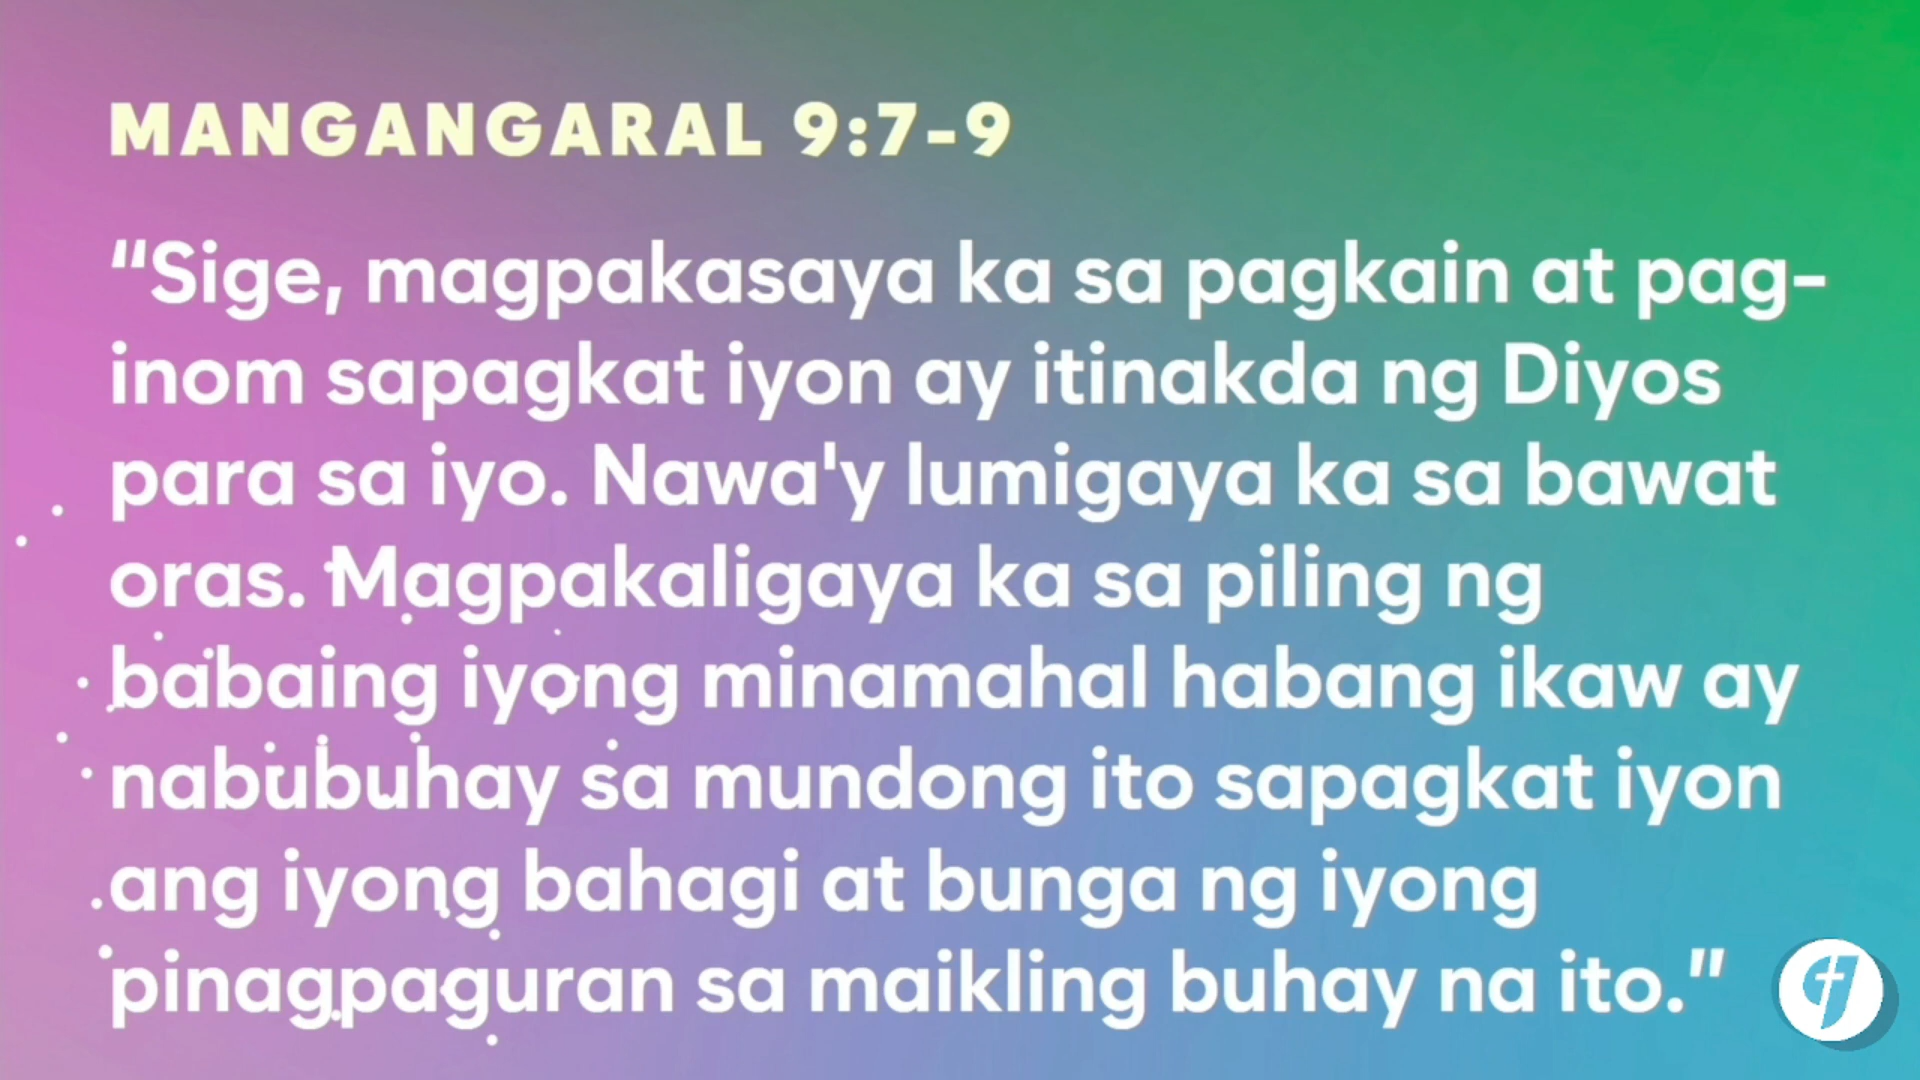 MANGANGARAL 9:7-9
“Sige, magpakasaya ka sa pagkain at pag-
inom sapagkat iyon ay itinakda ng Diyos
para sa iyo. Nawa'y lumigaya ka sa bawat
oras. Magpakaligaya ka sa piling ng
babaing iyong minamahal habang ikaw ay
nabubuhay sa mundong ito sapagkat iyon
ang iyong bahagi at bunga ng iyong
pinagpaguran sa maikling buhay na ito.”